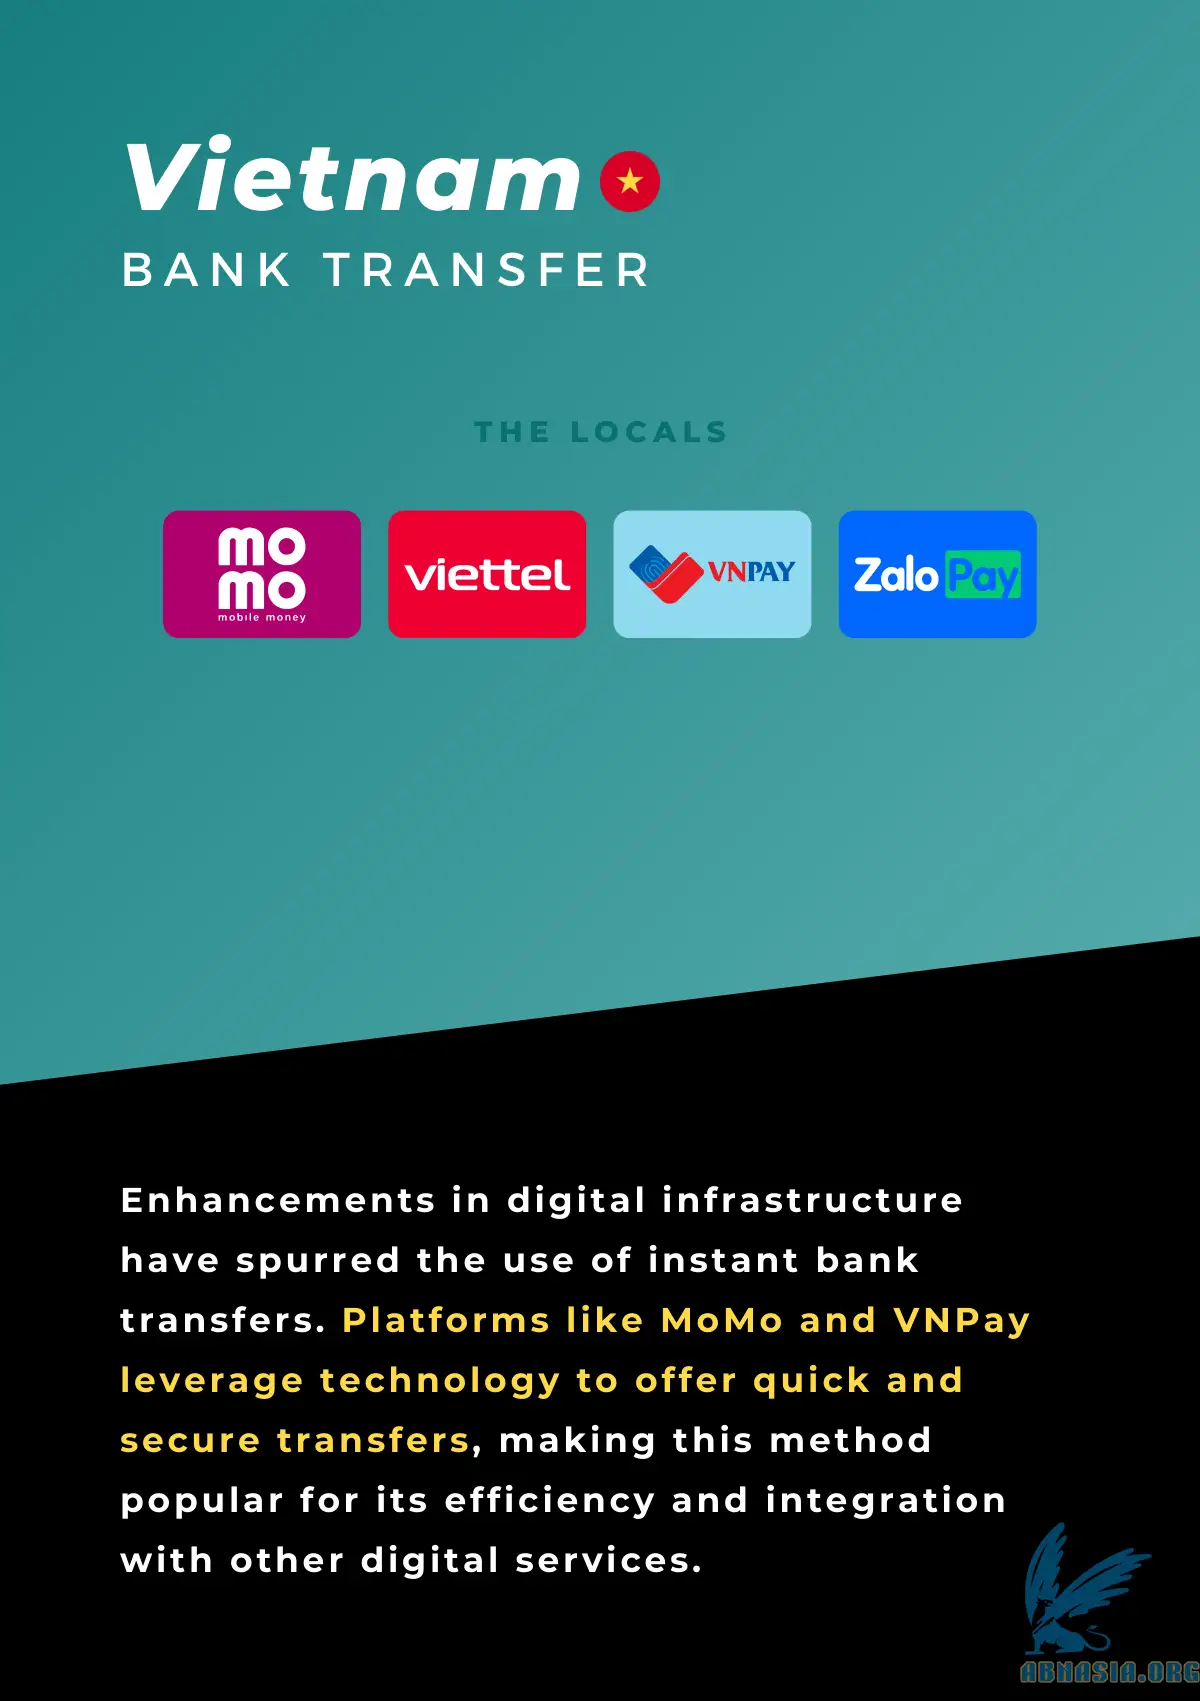 Vietnam
BANK TRANSFER
THE LOCALS
mo
mo
mobile money
viettel
VNPAY
Zalo Pay
Enhancements in digital infrastructure
have spurred the use of instant bank
transfers. Platforms like MoMo and VNPay
leverage technology to offer quick and
secure transfers, making this method
popular for its efficiency and integration
with other digital services.
ABNASIA.ORG